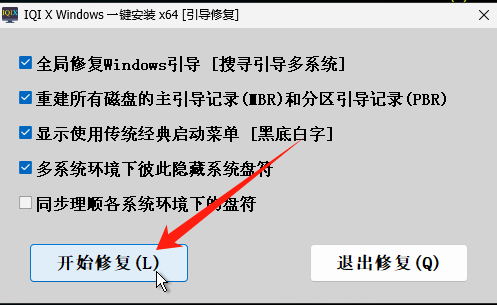 IQIX
IQI X Windows 一键安装 x64 [引导修复]
全局修复Windows引导 [搜寻引导多系统]
重建所有磁盘的主引导记录(MBR)和分区引导记录(PBR)
显示使用传统经典启动菜单 [黑底白字]
多系统环境下彼此隐藏系统盘符
同步理顺各系统环境下的盘符
开始修复(L)
退出修复(Q)